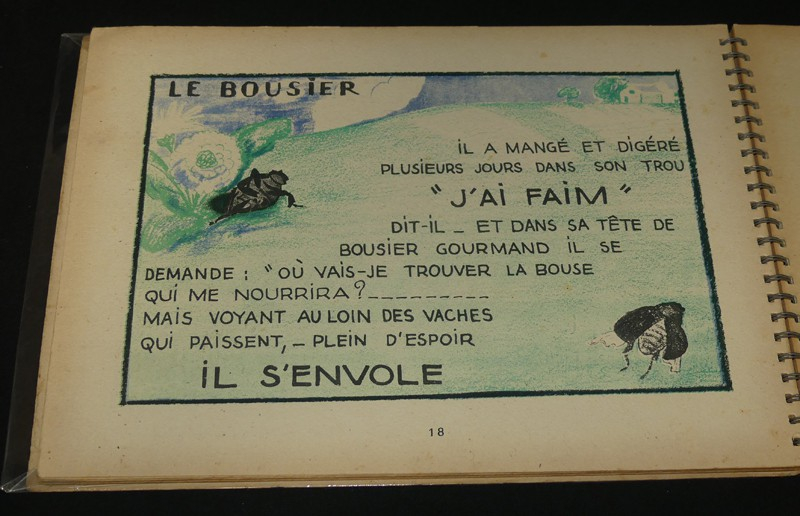 LE BOUSIER
iL A MANGÉ ET DIGÉRÉ
PLUSIEURS JOURS DANS SON TROU
"J'Ai FAiM"
DiT-iL _ ET DANS SA TÊTE DE
BOUSIER GOURMAND iL SE
DEMANDE : "OÙ VAIS-JE TROUVER LA BOUSE
QUi ME NOURRIRA?__________
MAIS VOYANT AU LOIN DES VACHES
QUi PAISSENT, _ PLEIN D'ESPOIR
iL S'ENVOLE
18